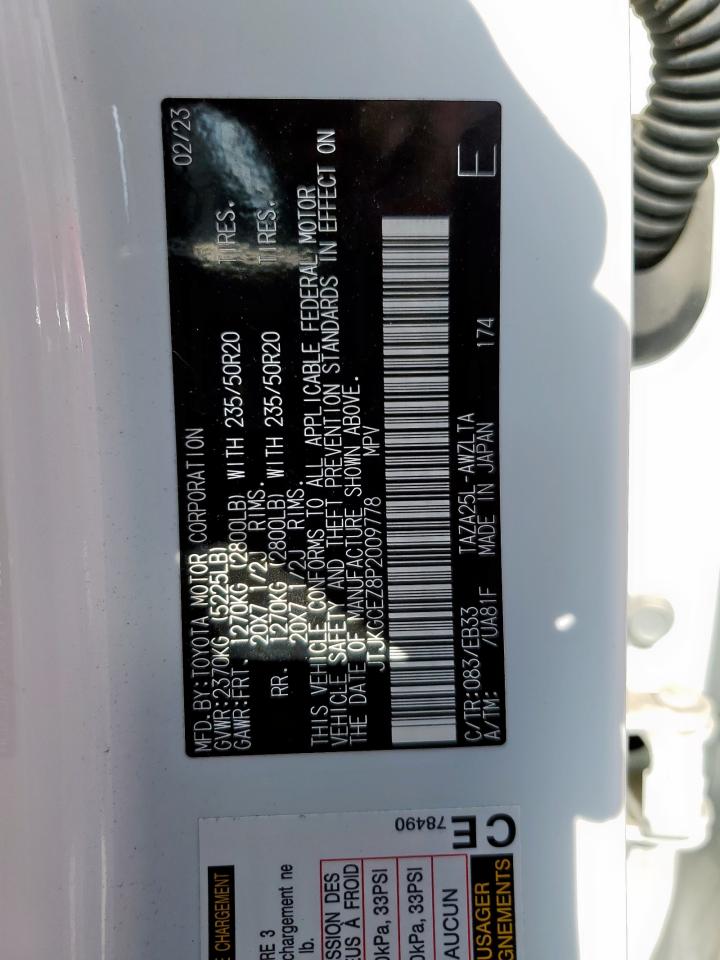 MFD.BY:TOYOTA MOTOR CORPORATION 02/23
GVWR:2370KG (5225LB)
GAWR:FRT. 1270KG (2800LB) WITH 235/50R20 TIRES.
20X7 1/2J RIMS.
RR. 1270KG (2800LB) WITH 235/50R20 TIRES.
20X7 1/2J RIMS.
THIS VEHICLE CONFORMS TO ALL APPLICABLE FEDERAL MOTOR
VEHICLE SAFETY AND THEFT PREVENTION STANDARDS IN EFFECT ON
THE DATE OF MANUFACTURE SHOWN ABOVE.
JTJKGCEZ8P2009778 MPV
C/TR:083/EB33 TAZA25L-AWZLTA 174 E
A/TM: /UA81F MADE IN JAPAN
E CHARGEMENT
RE 3
chargement ne
lb.
SSION DES
EUS À FROID
0kPa, 33PSI
0kPa, 33PSI
AUCUN
USAGER
GNEMENTS
78490
CE